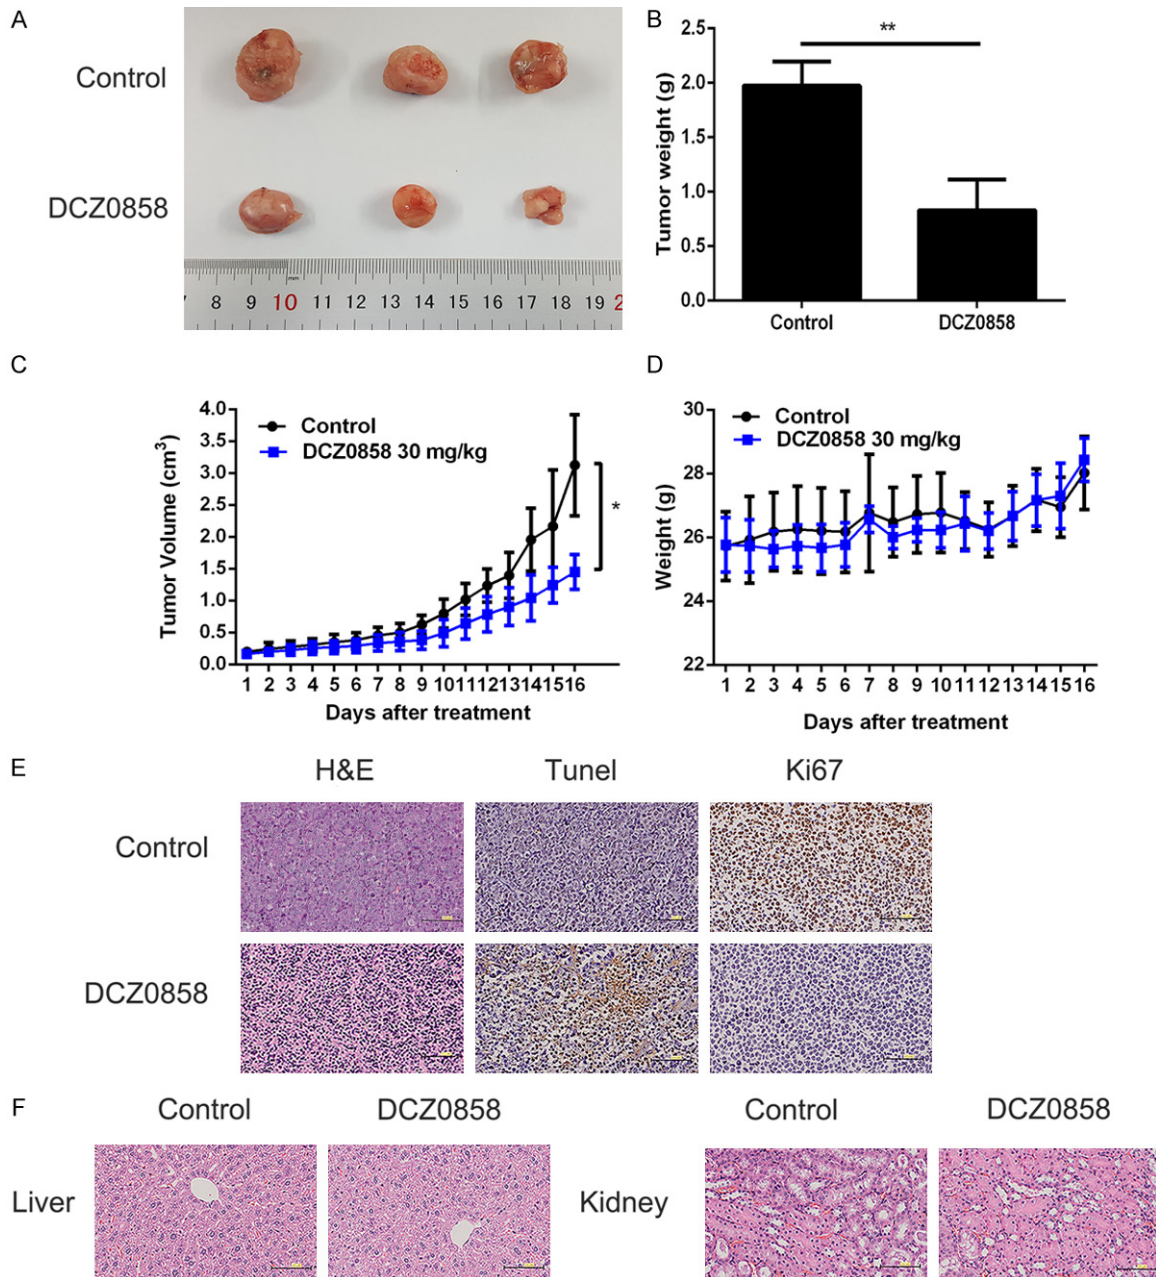 A
Control
DCZ0858
mm
8 9 10 11 12 13 14 15 16 17 18 19
B
**
2.5
2.0
1.5
1.0
0.5
0.0
Tumor weight (g)
Control DCZ0858
C
4.0
3.5
3.0
2.5
2.0
1.5
1.0
0.5
0.0
Tumor Volume (cm³)
Control
DCZ0858 30 mg/kg
*
1 2 3 4 5 6 7 8 9 10 11 12 13 14 15 16
Days after treatment
D
30
28
26
24
22
Weight (g)
Control
DCZ0858 30 mg/kg
1 2 3 4 5 6 7 8 9 10 11 12 13 14 15 16
Days after treatment
E
H&E Tunel Ki67
Control
DCZ0858
F
Control DCZ0858 Control DCZ0858
Liver
Kidney